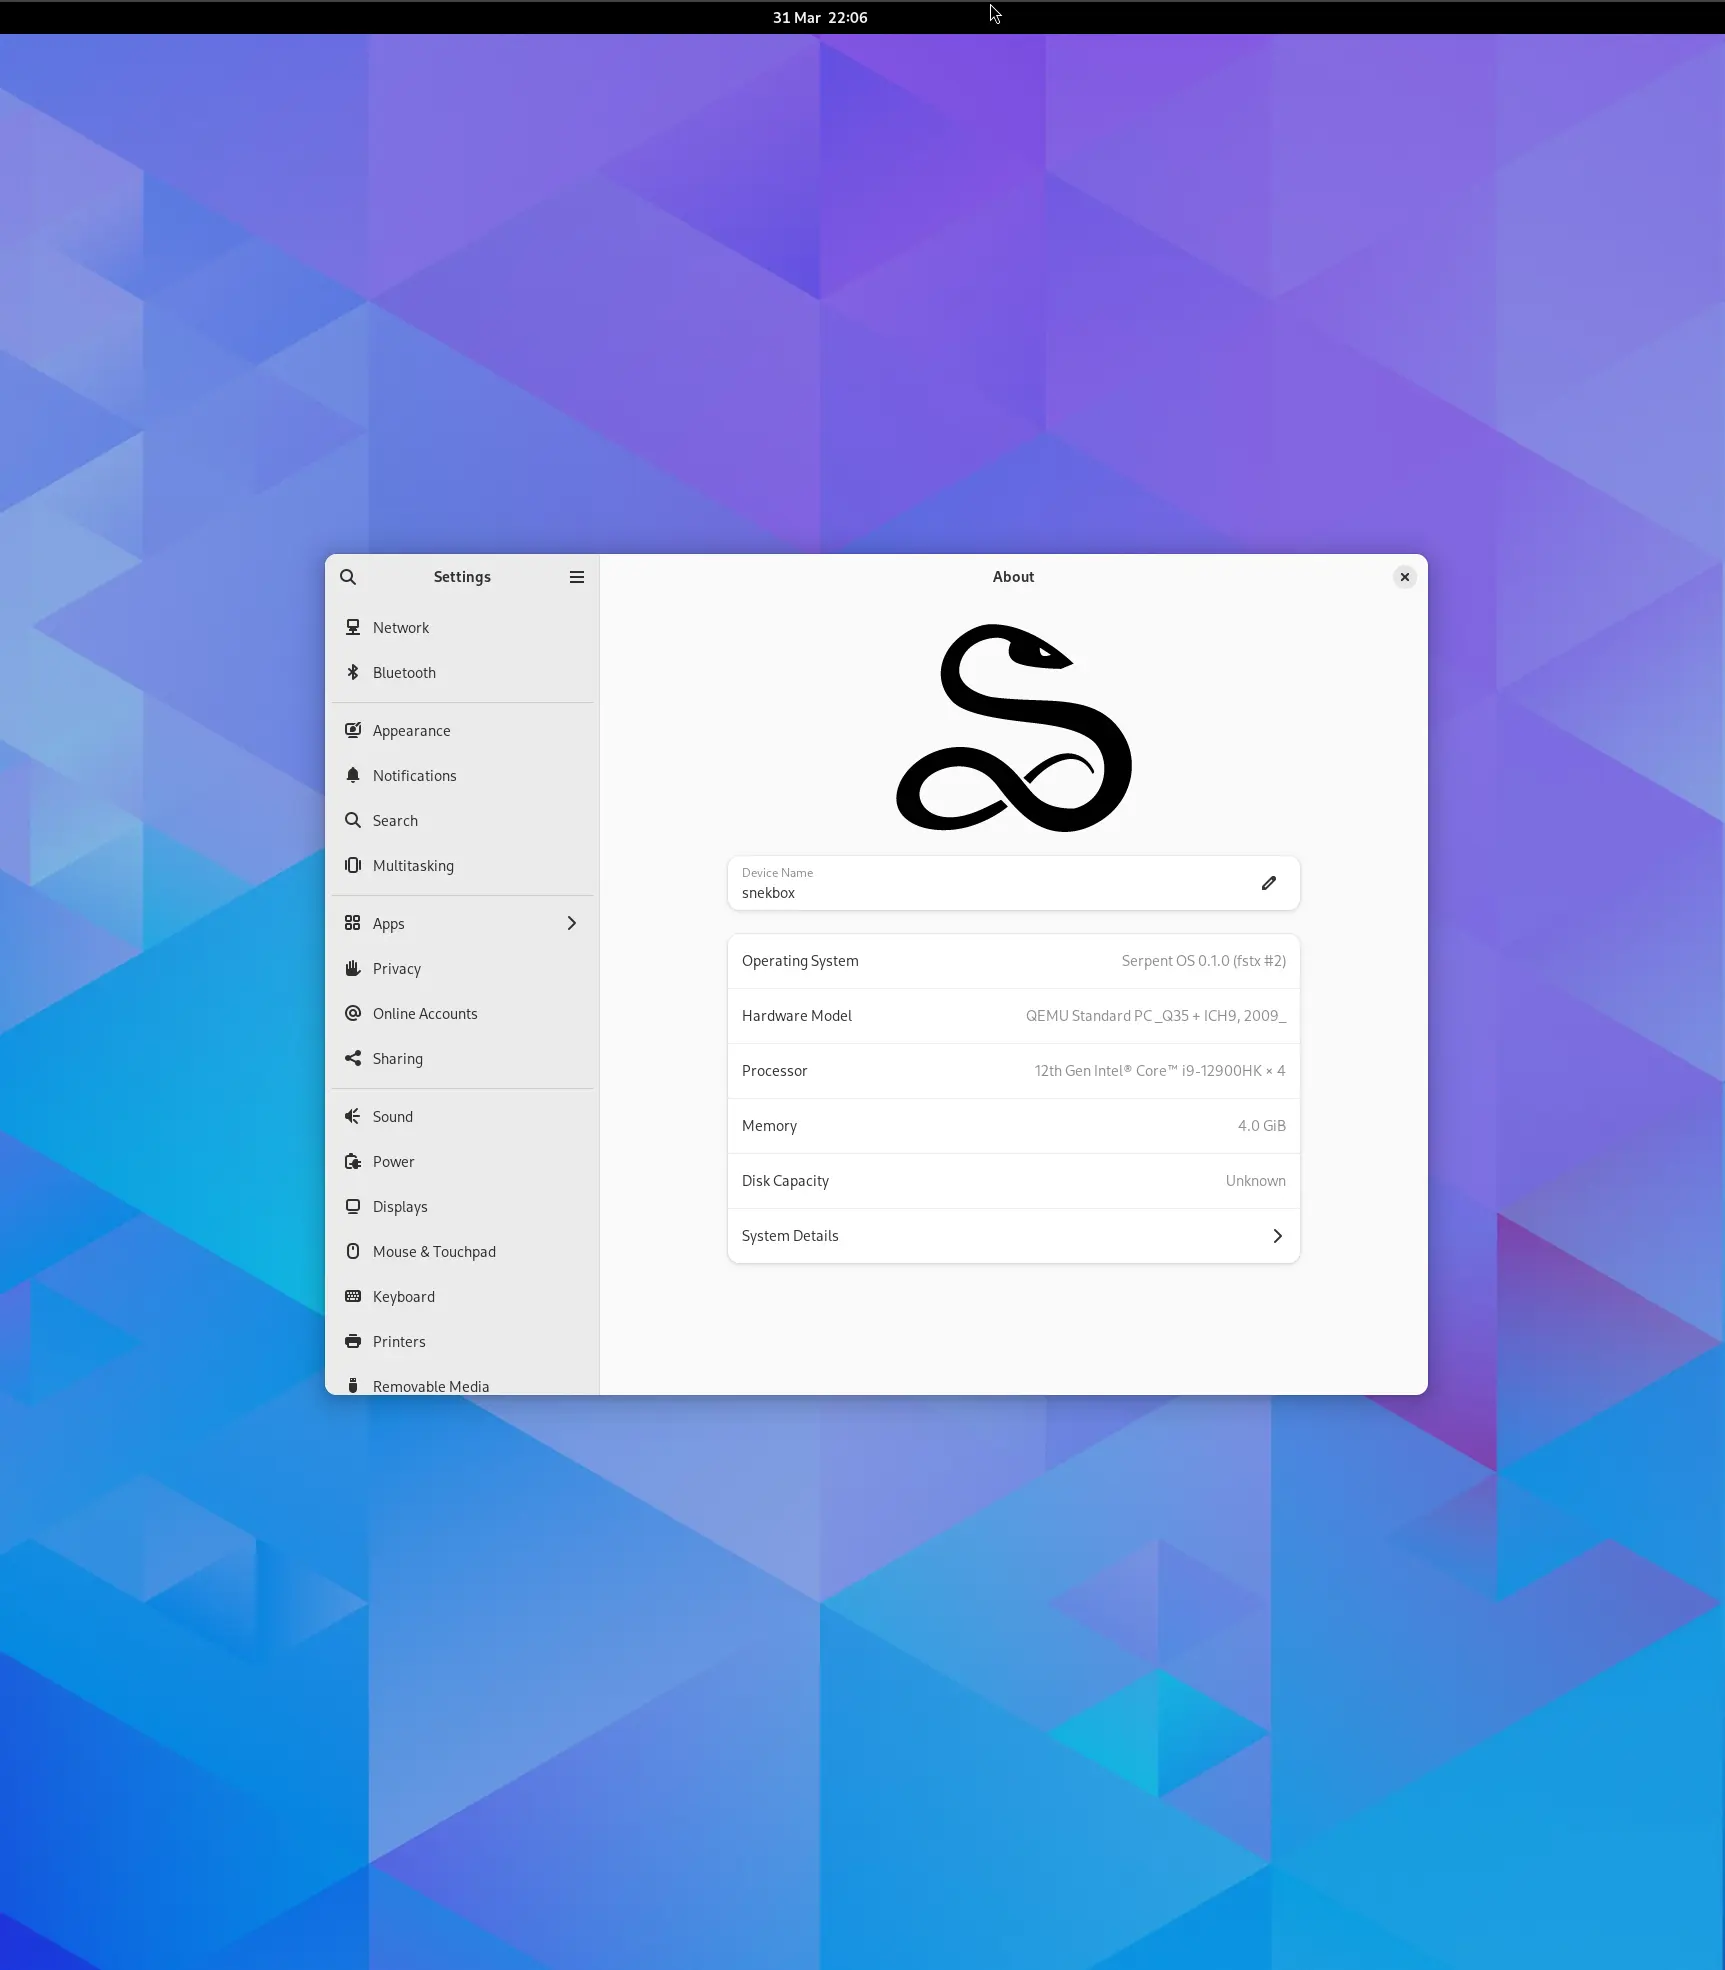 31 Mar 22:06
Settings
Network
Bluetooth
Appearance
Notifications
Search
Multitasking
Apps
Privacy
Online Accounts
Sharing
Sound
Power
Displays
Mouse & Touchpad
Keyboard
Printers
Removable Media
About
Device Name
snekbox
Operating System Serpent OS 0.1.0 (fstx #2)
Hardware Model QEMU Standard PC _Q35 + ICH9, 2009_
Processor 12th Gen Intel® Core™ i9-12900HK × 4
Memory 4.0 GiB
Disk Capacity Unknown
System Details